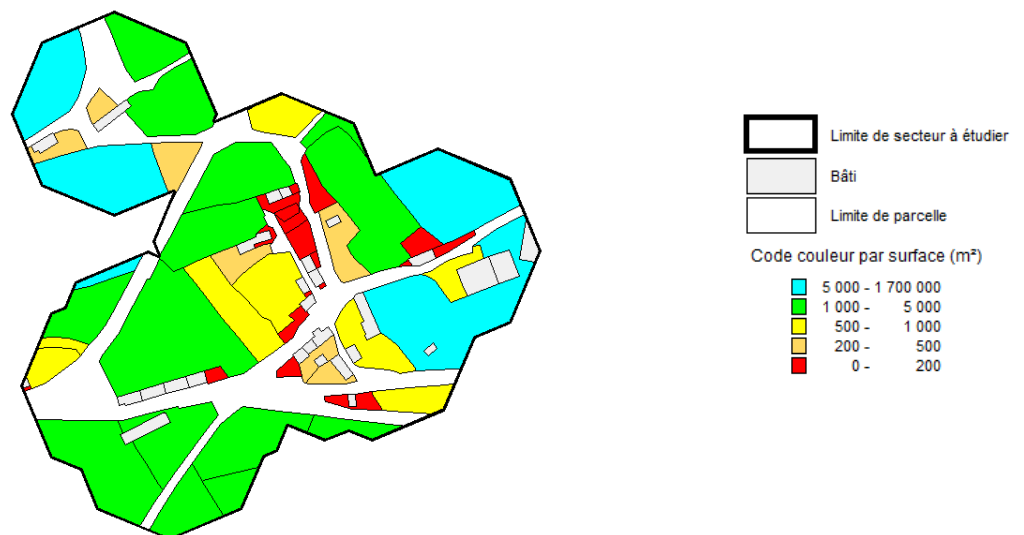 Limite de secteur à étudier
Bâti
Limite de parcelle
Code couleur par surface (m²)
5 000 - 1 700 000
1 000 - 5 000
500 - 1 000
200 - 500
0 - 200